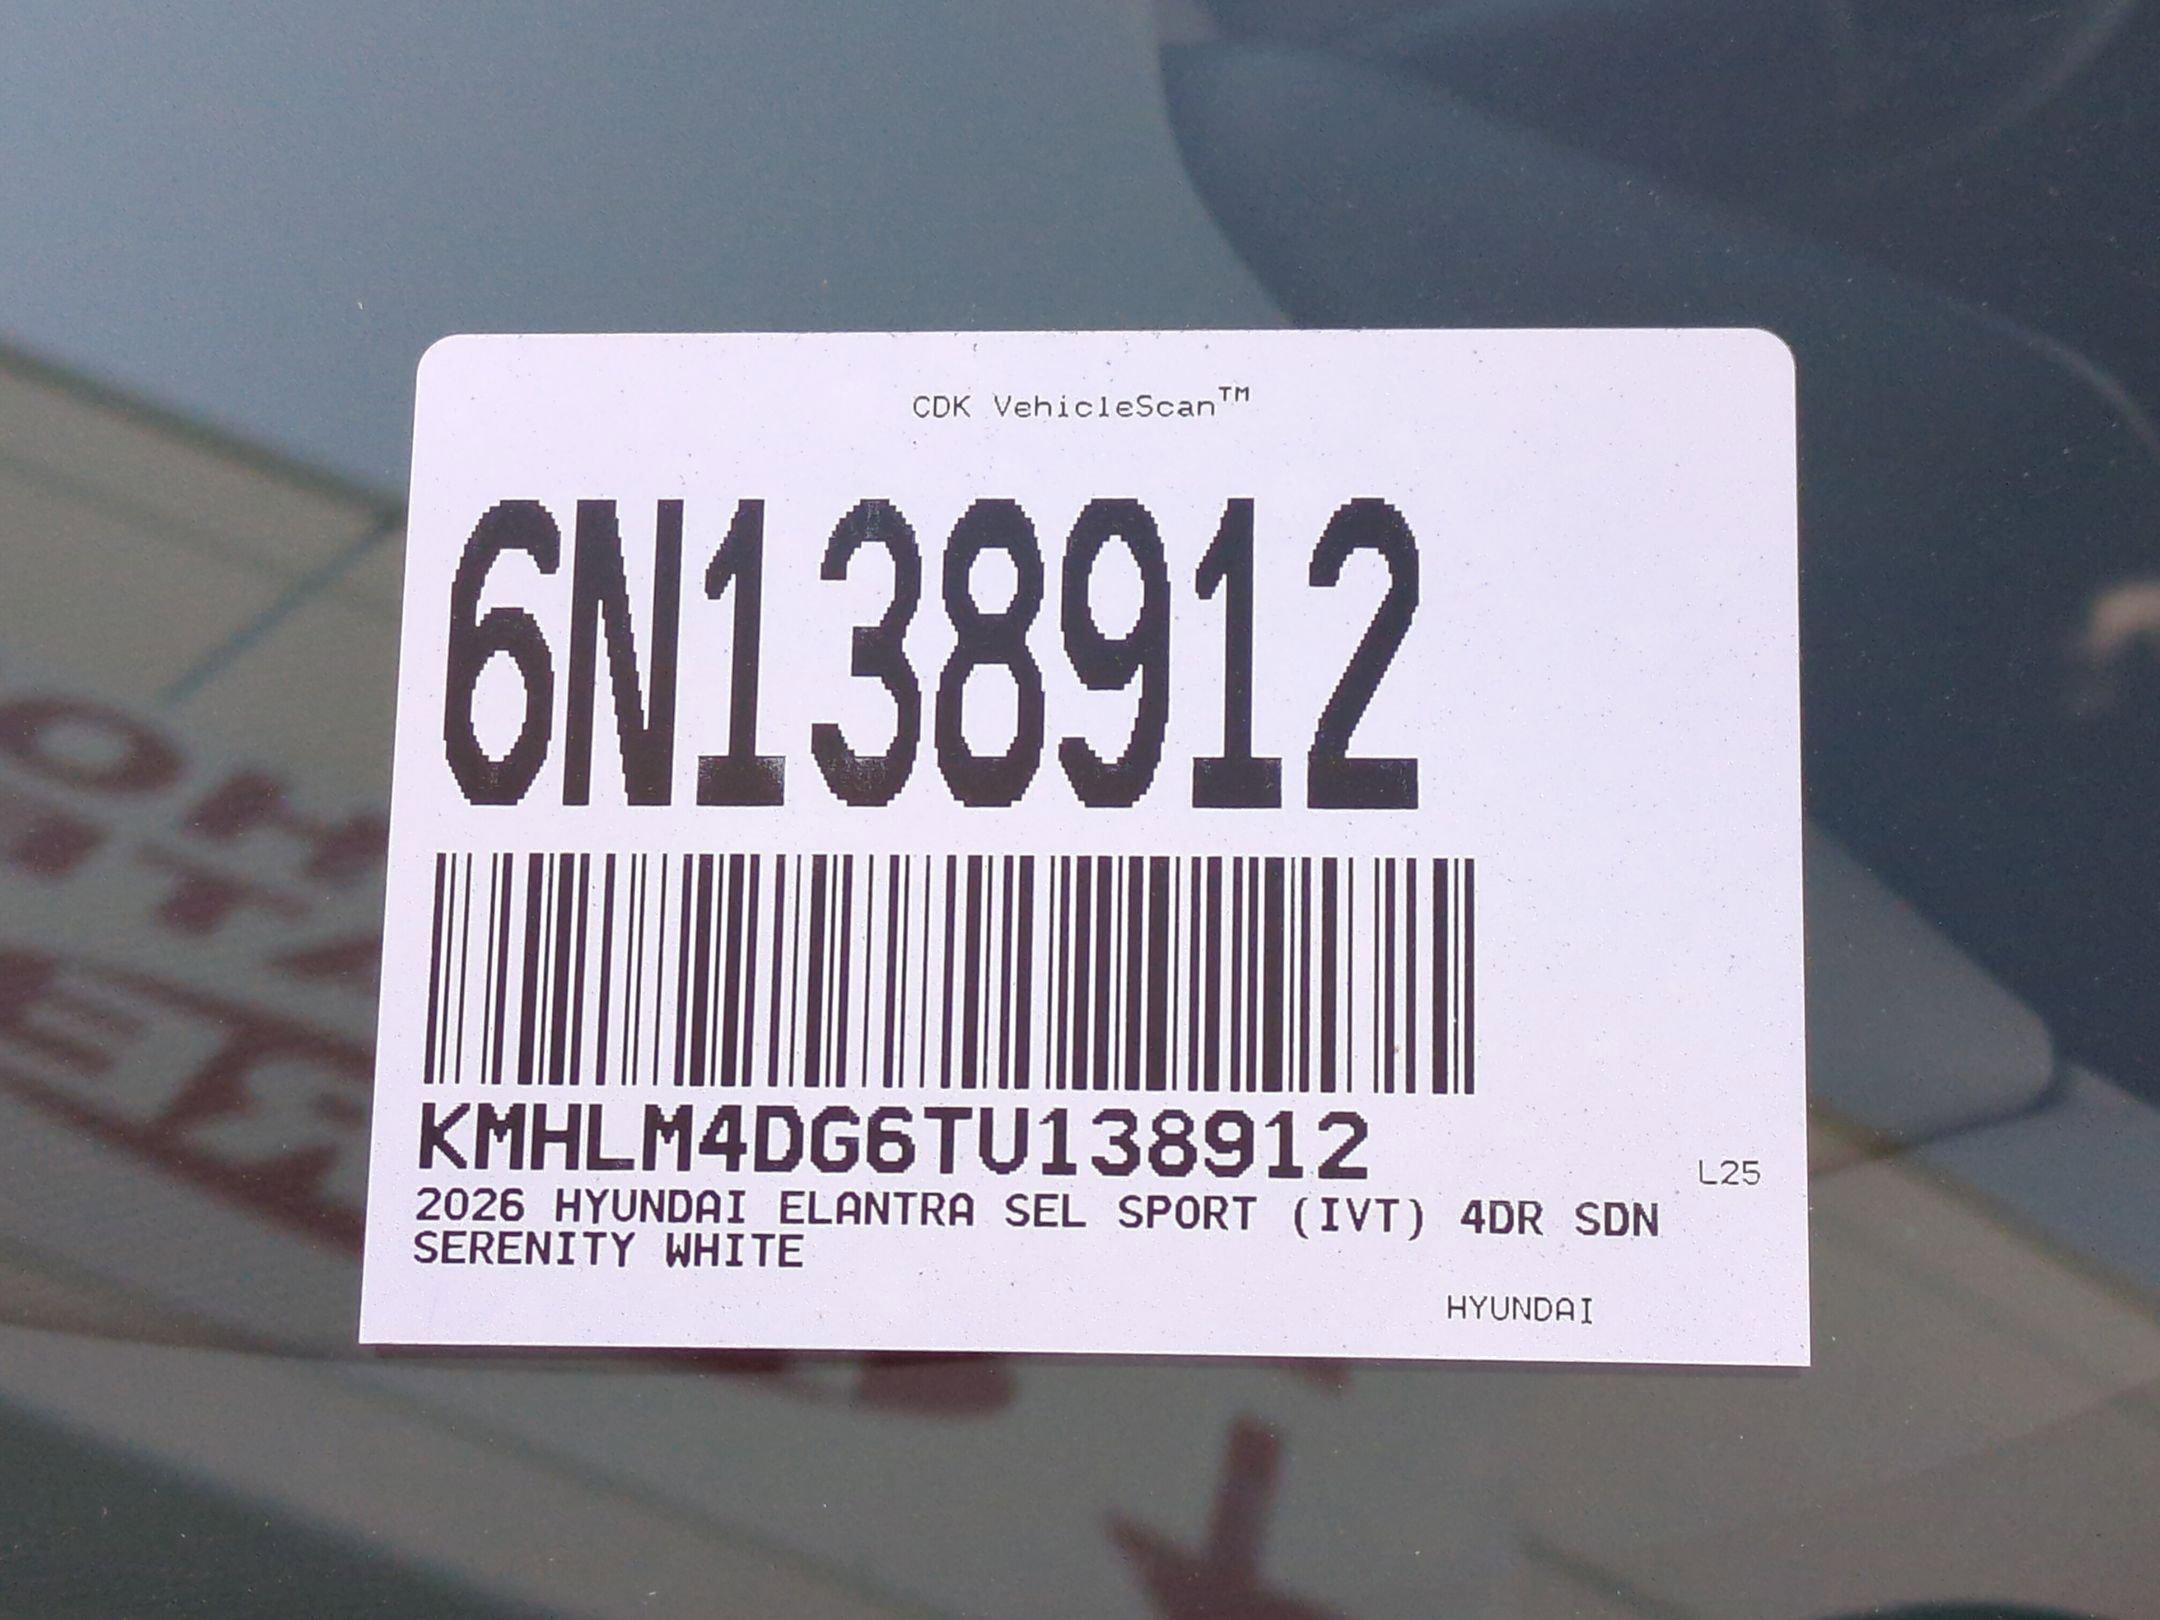 CDK VehicleScan™
6N138912
KMHLM4DG6TU138912
L25
2026 HYUNDAI ELANTRA SEL SPORT (IVT) 4DR SDN
SERENITY WHITE
HYUNDAI